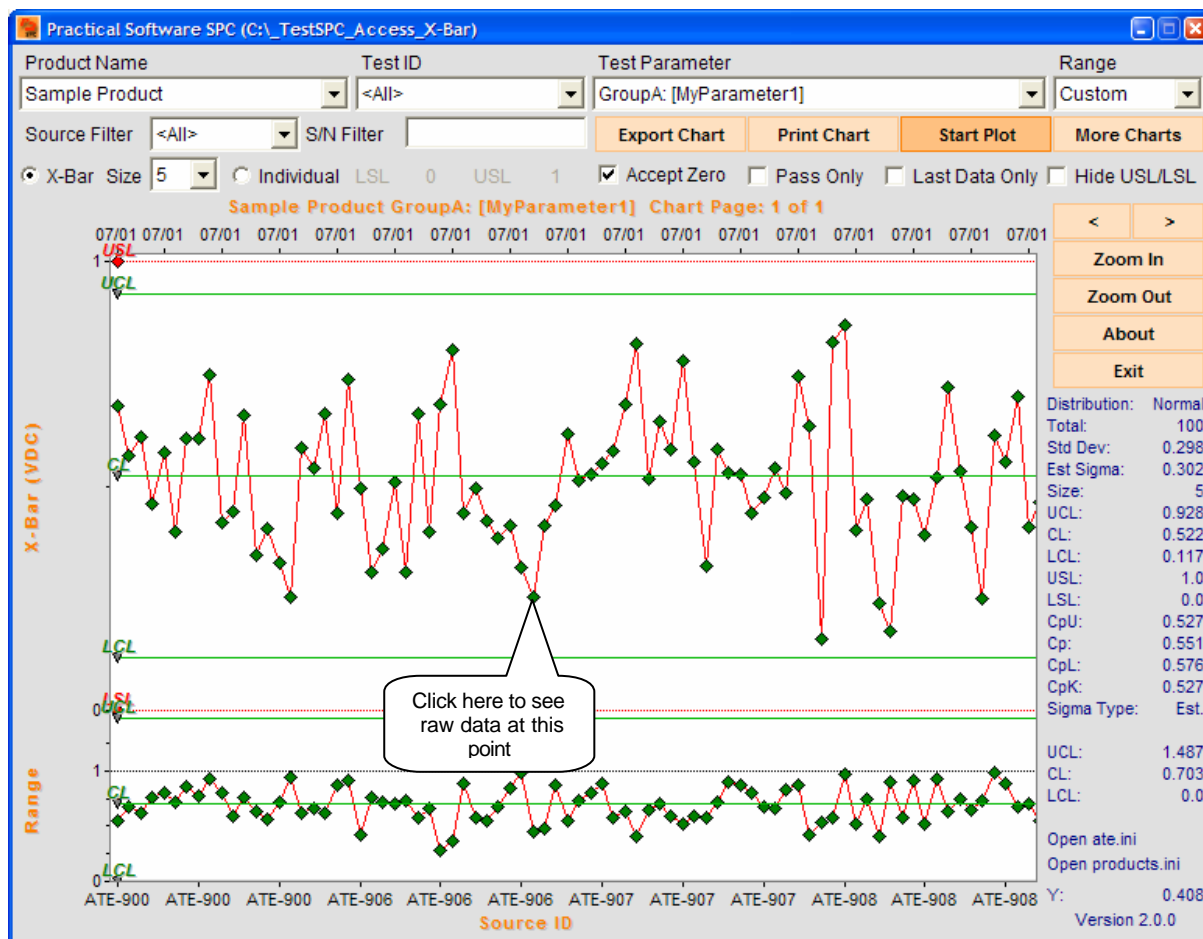 Practical Software SPC (C:\_TestSPC_Access_X-Bar)
Product Name Test ID Test Parameter Range
Sample Product <All> GroupA: [MyParameter1] Custom
Source Filter <All> S/N Filter Export Chart Print Chart Start Plot More Charts
X-Bar Size 5 Individual LSL 0 USL 1 Accept Zero Pass Only Last Data Only Hide USL/LSL
Sample Product GroupA: [MyParameter1] Chart Page: 1 of 1
07/01 07/01 07/01 07/01 07/01 07/01 07/01 07/01 07/01 07/01 07/01 07/01 07/01 07/01 07/01 07/01 07/01
< >
Zoom In
Zoom Out
About
Exit
USL
1
UCL
CL
LCL
LSL
0
UCL
1
CL
LCL
0
X-Bar (VDC)
Range
Click here to see
raw data at this
point
ATE-900 ATE-900 ATE-900 ATE-906 ATE-906 ATE-906 ATE-907 ATE-907 ATE-907 ATE-908 ATE-908 ATE-908
Source ID
Distribution: Normal
Total: 100
Std Dev: 0.298
Est Sigma: 0.302
Size: 5
UCL: 0.928
CL: 0.522
LCL: 0.117
USL: 1.0
LSL: 0.0
CpU: 0.527
Cp: 0.551
CpL: 0.576
CpK: 0.527
Sigma Type: Est.
UCL: 1.487
CL: 0.703
LCL: 0.0
Open ate.ini
Open products.ini
Y: 0.408
Version 2.0.0